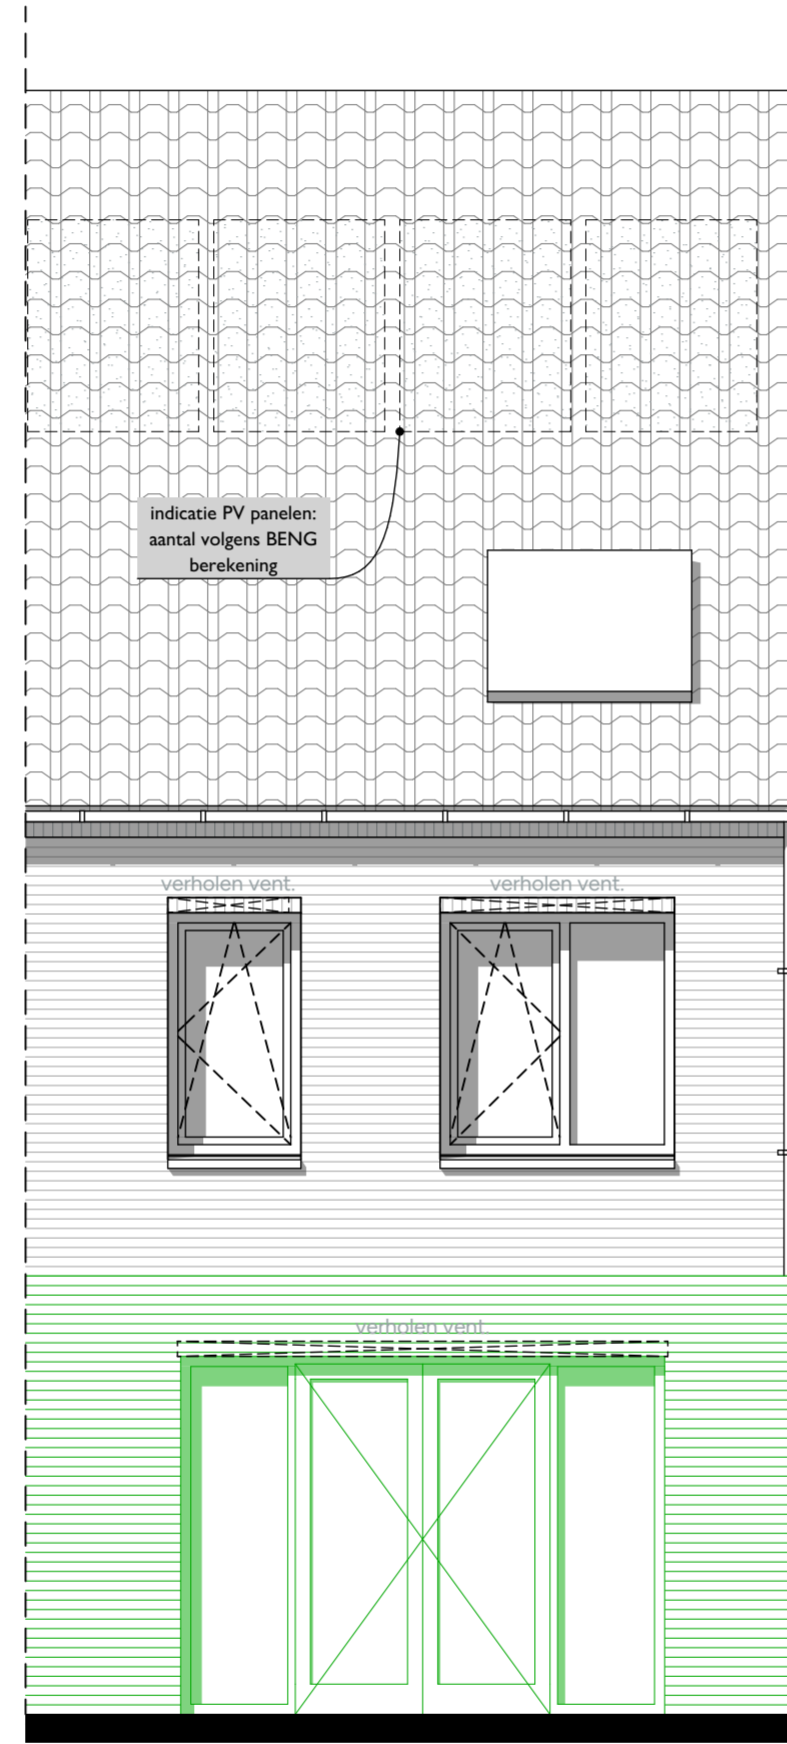 indicatie PV panelen:
aantal volgens BENG
berekening
verholen vent.
verholen vent.
verholen vent.